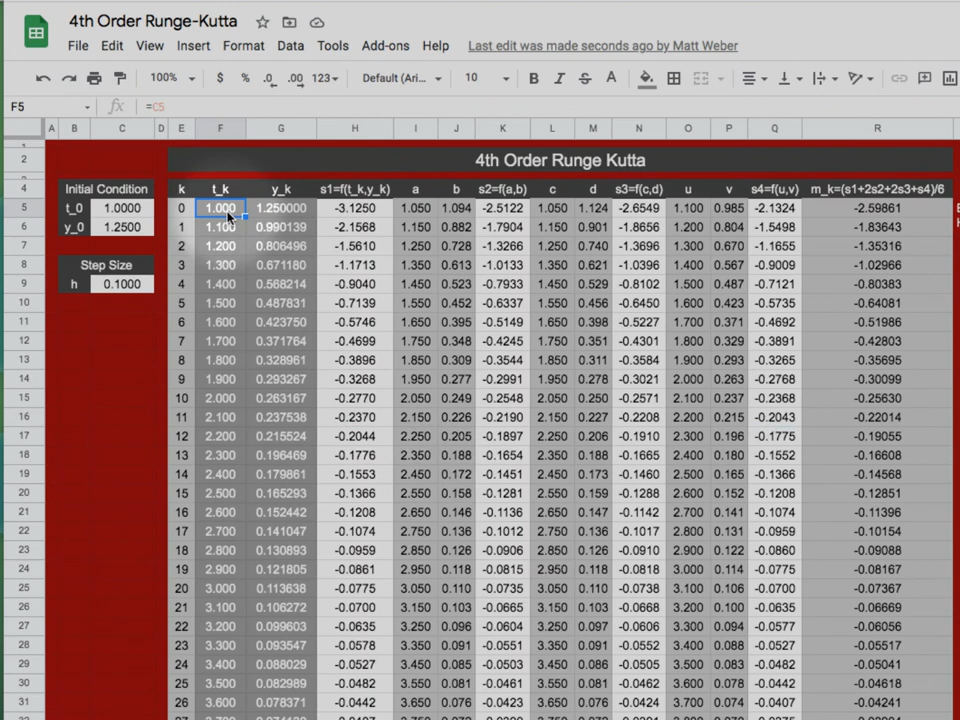 4th Order Runge-Kutta
File Edit View Insert Format Data Tools Add-ons Help Last edit was made seconds ago by Matt Weber
100% $ % .0 .00 123 Default (Ari... 10 B I S A
F5 fx =C5
A B C D E F G H I J K L M N O P Q R
1
2 4th Order Runge Kutta
4 Initial Condition k t_k y_k s1=f(t_k,y_k) a b s2=f(a,b) c d s3=f(c,d) u v s4=f(u,v) m_k=(s1+2s2+2s3+s4)/6
5 t_0 1.0000 0 1.000 1.250000 -3.1250 1.050 1.094 -2.5122 1.050 1.124 -2.6549 1.100 0.985 -2.1324 -2.59861
6 y_0 1.2500 1 1.100 0.990139 -2.1568 1.150 0.882 -1.7904 1.150 0.901 -1.8656 1.200 0.804 -1.5498 -1.83643
7 2 1.200 0.806496 -1.5610 1.250 0.728 -1.3266 1.250 0.740 -1.3696 1.300 0.670 -1.1655 -1.35316
8 Step Size 3 1.300 0.671180 -1.1713 1.350 0.613 -1.0133 1.350 0.621 -1.0396 1.400 0.567 -0.9009 -1.02966
9 h 0.1000 4 1.400 0.568214 -0.9040 1.450 0.523 -0.7933 1.450 0.529 -0.8102 1.500 0.487 -0.7121 -0.80383
10 5 1.500 0.487831 -0.7139 1.550 0.452 -0.6337 1.550 0.456 -0.6450 1.600 0.423 -0.5735 -0.64081
11 6 1.600 0.423750 -0.5746 1.650 0.395 -0.5149 1.650 0.398 -0.5227 1.700 0.371 -0.4692 -0.51986
12 7 1.700 0.371764 -0.4699 1.750 0.348 -0.4245 1.750 0.351 -0.4301 1.800 0.329 -0.3891 -0.42803
13 8 1.800 0.328961 -0.3896 1.850 0.309 -0.3544 1.850 0.311 -0.3584 1.900 0.293 -0.3265 -0.35695
14 9 1.900 0.293267 -0.3268 1.950 0.277 -0.2991 1.950 0.278 -0.3021 2.000 0.263 -0.2768 -0.30099
15 10 2.000 0.263167 -0.2770 2.050 0.249 -0.2548 2.050 0.250 -0.2571 2.100 0.237 -0.2368 -0.25630
16 11 2.100 0.237538 -0.2370 2.150 0.226 -0.2190 2.150 0.227 -0.2208 2.200 0.215 -0.2043 -0.22014
17 12 2.200 0.215524 -0.2044 2.250 0.205 -0.1897 2.250 0.206 -0.1910 2.300 0.196 -0.1775 -0.19055
18 13 2.300 0.196469 -0.1776 2.350 0.188 -0.1654 2.350 0.188 -0.1665 2.400 0.180 -0.1552 -0.16608
19 14 2.400 0.179861 -0.1553 2.450 0.172 -0.1451 2.450 0.173 -0.1460 2.500 0.165 -0.1366 -0.14568
20 15 2.500 0.165293 -0.1366 2.550 0.158 -0.1281 2.550 0.159 -0.1288 2.600 0.152 -0.1208 -0.12851
21 16 2.600 0.152442 -0.1208 2.650 0.146 -0.1136 2.650 0.147 -0.1142 2.700 0.141 -0.1074 -0.11396
22 17 2.700 0.141047 -0.1074 2.750 0.136 -0.1012 2.750 0.136 -0.1017 2.800 0.131 -0.0959 -0.10154
23 18 2.800 0.130893 -0.0959 2.850 0.126 -0.0906 2.850 0.126 -0.0910 2.900 0.122 -0.0860 -0.09088
24 19 2.900 0.121805 -0.0861 2.950 0.118 -0.0815 2.950 0.118 -0.0818 3.000 0.114 -0.0775 -0.08167
25 20 3.000 0.113638 -0.0775 3.050 0.110 -0.0735 3.050 0.110 -0.0738 3.100 0.106 -0.0700 -0.07367
26 21 3.100 0.106272 -0.0700 3.150 0.103 -0.0665 3.150 0.103 -0.0668 3.200 0.100 -0.0635 -0.06669
27 22 3.200 0.099603 -0.0635 3.250 0.096 -0.0604 3.250 0.097 -0.0606 3.300 0.094 -0.0577 -0.06056
28 23 3.300 0.093547 -0.0578 3.350 0.091 -0.0551 3.350 0.091 -0.0552 3.400 0.088 -0.0527 -0.05517
29 24 3.400 0.088029 -0.0527 3.450 0.085 -0.0503 3.450 0.086 -0.0505 3.500 0.083 -0.0482 -0.05041
30 25 3.500 0.082989 -0.0482 3.550 0.081 -0.0461 3.550 0.081 -0.0462 3.600 0.078 -0.0442 -0.04618
31 26 3.600 0.078371 -0.0442 3.650 0.076 -0.0423 3.650 0.076 -0.0424 3.700 0.074 -0.0407 -0.04241